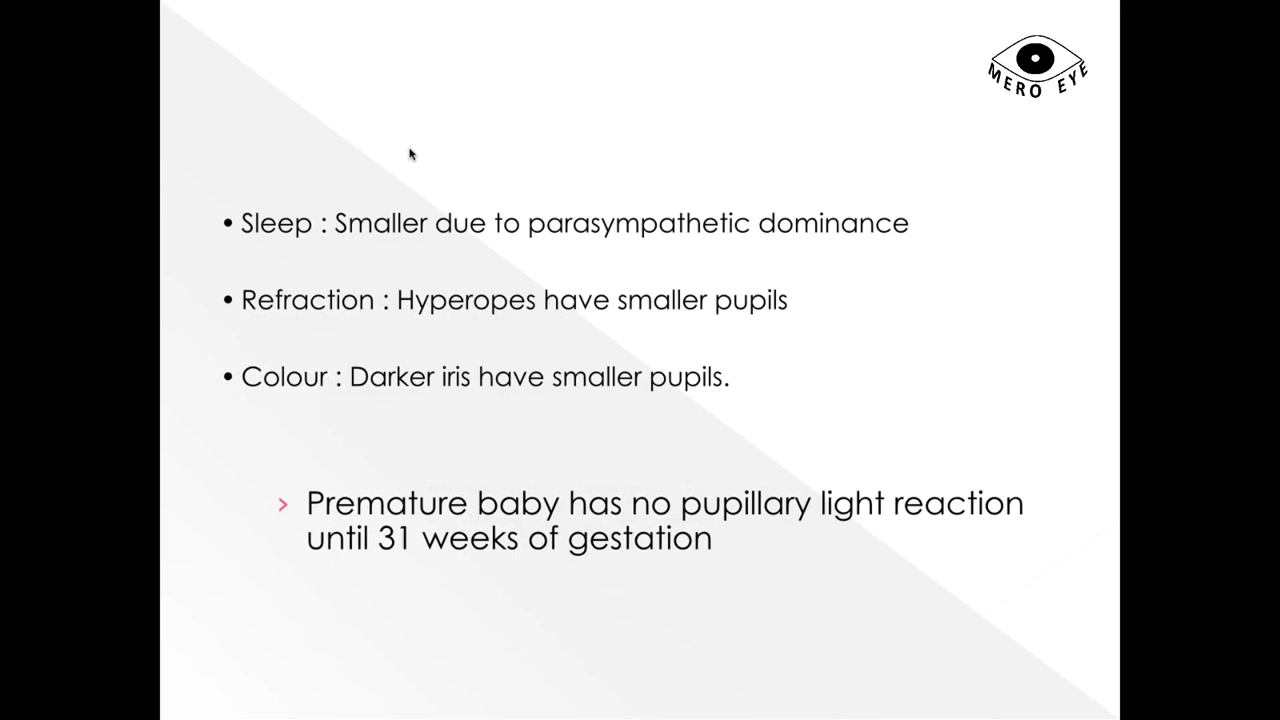 MERO EYE
• Sleep : Smaller due to parasympathetic dominance
• Refraction : Hyperopes have smaller pupils
• Colour : Darker iris have smaller pupils.
› Premature baby has no pupillary light reaction
until 31 weeks of gestation